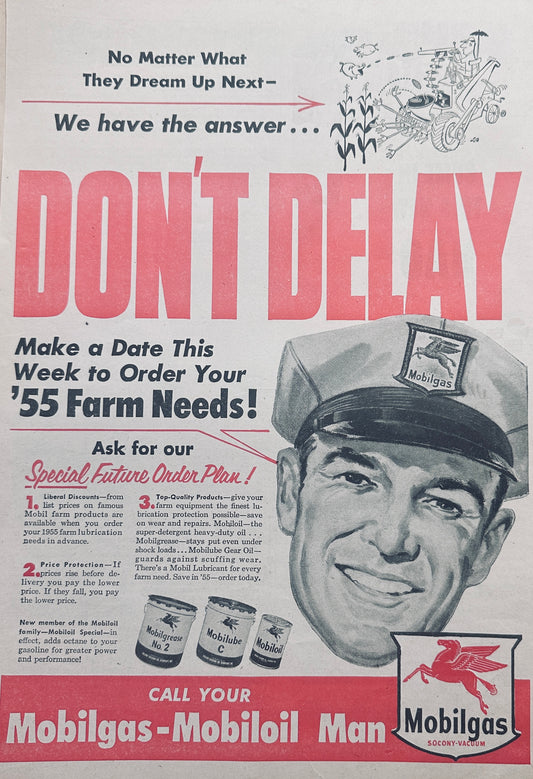 No Matter What
They Dream Up Next—
We have the answer...
DON'T DELAY
Make a Date This
Week to Order Your
'55 Farm Needs!
Mobilgas
Ask for our
Special Future Order Plan!
1. Liberal Discounts—from
list prices on famous
Mobil farm products are
available when you order
your 1955 farm lubrication
needs in advance.
2. Price Protection—If
prices rise before de-
livery you pay the lower
price. If they fall, you pay
the lower price.
New member of the Mobiloil
family—Mobiloil Special—in
effect, adds octane to your
gasoline for greater power
and performance!
3. Top-Quality Products—give your
farm equipment the finest lu-
brication protection possible—save
on wear and repairs. Mobiloil—the
super-detergent heavy-duty oil...
Mobilgrease—stays put even under
shock loads...Mobilube Gear Oil—
guards against scuffing wear.
There's a Mobil Lubricant for every
farm need. Save in '55—order today.
Mobilgrease
No. 2
Mobilube
C
Mobiloil
CALL YOUR
Mobilgas-Mobiloil Man
Mobilgas
SOCONY-VACUUM